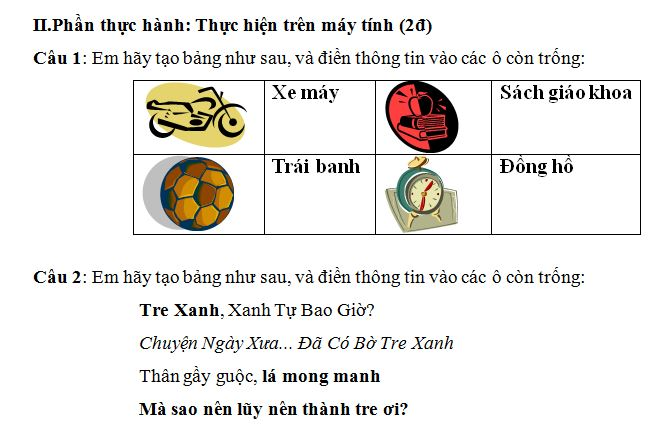 II.Phần thực hành: Thực hiện trên máy tính (2đ)
Câu 1: Em hãy tạo bảng như sau, và điền thông tin vào các ô còn trống:
Xe máy
Sách giáo khoa
Trái banh
Đồng hồ
Câu 2: Em hãy tạo bảng như sau, và điền thông tin vào các ô còn trống:
Tre Xanh, Xanh Tự Bao Giờ?
Chuyện Ngày Xưa... Đã Có Bờ Tre Xanh
Thân gầy guộc, lá mong manh
Mà sao nên lũy nên thành tre ơi?